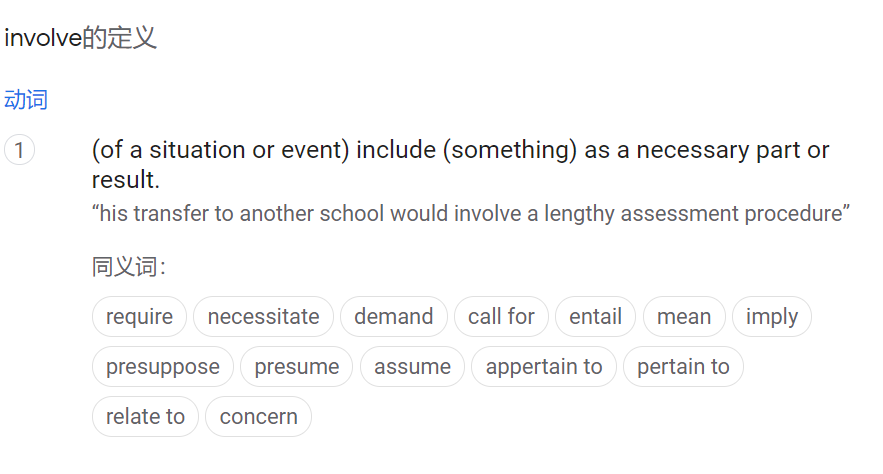 involve的定义
动词
1
(of a situation or event) include (something) as a necessary part or
result.
“his transfer to another school would involve a lengthy assessment procedure”
同义词：
require necessitate demand call for entail mean imply
presuppose presume assume appertain to pertain to
relate to concern